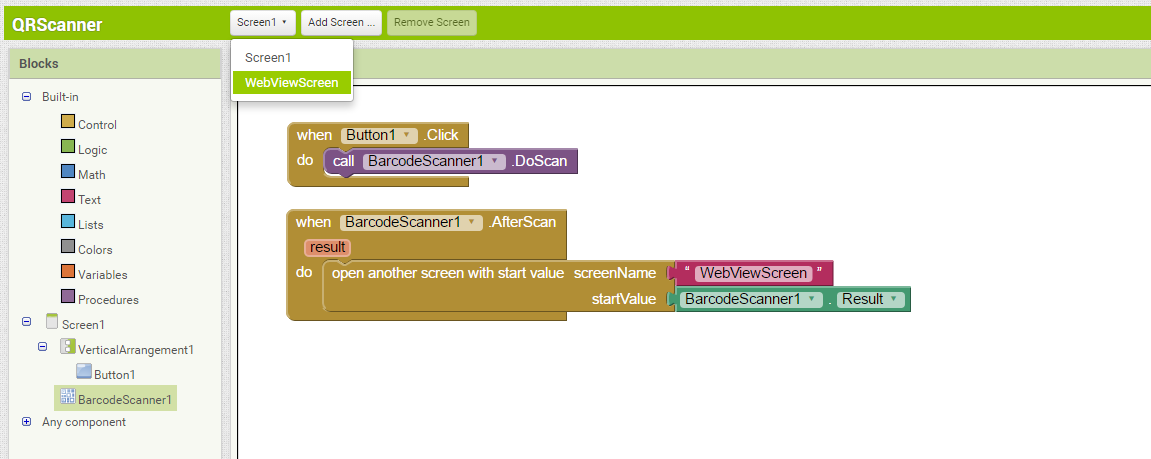 QRScanner
Screen1 ▾ Add Screen ... Remove Screen
Screen1
WebViewScreen
Blocks
Built-in
Control
Logic
Math
Text
Lists
Colors
Variables
Procedures
Screen1
VerticalArrangement1
Button1
BarcodeScanner1
Any component
when Button1 ▾ .Click
do call BarcodeScanner1 ▾ .DoScan
when BarcodeScanner1 ▾ .AfterScan
result
do open another screen with start value screenName “ WebViewScreen ”
startValue BarcodeScanner1 ▾ . Result ▾